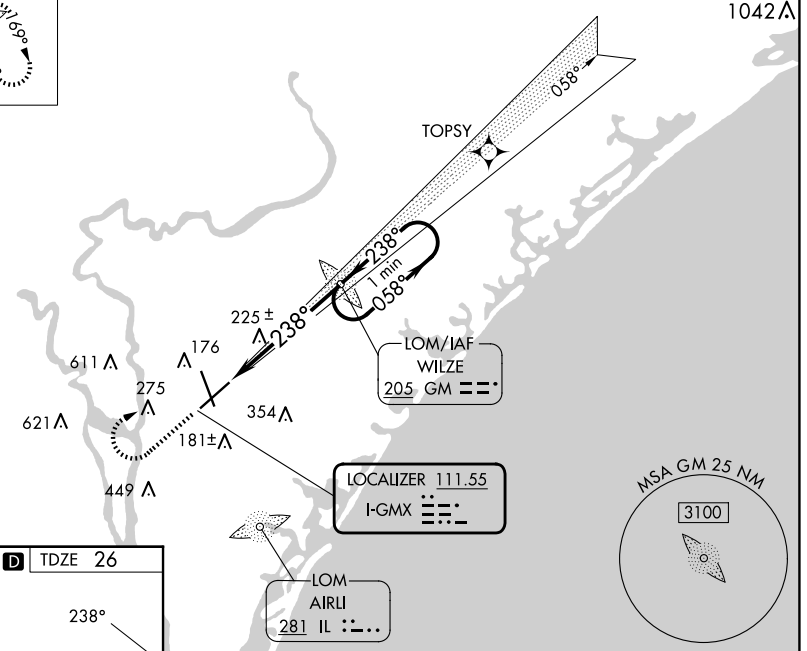 1042
169°
058°
TOPSY
238°
1 min
058°
225 ±
238°
176
611
275
LOM/IAF
WILZE
205 GM
354
621
181±
449
LOCALIZER 111.55
I-GMX
MSA GM 25 NM
3100
D TDZE 26
LOM
AIRLI
281 IL
238°